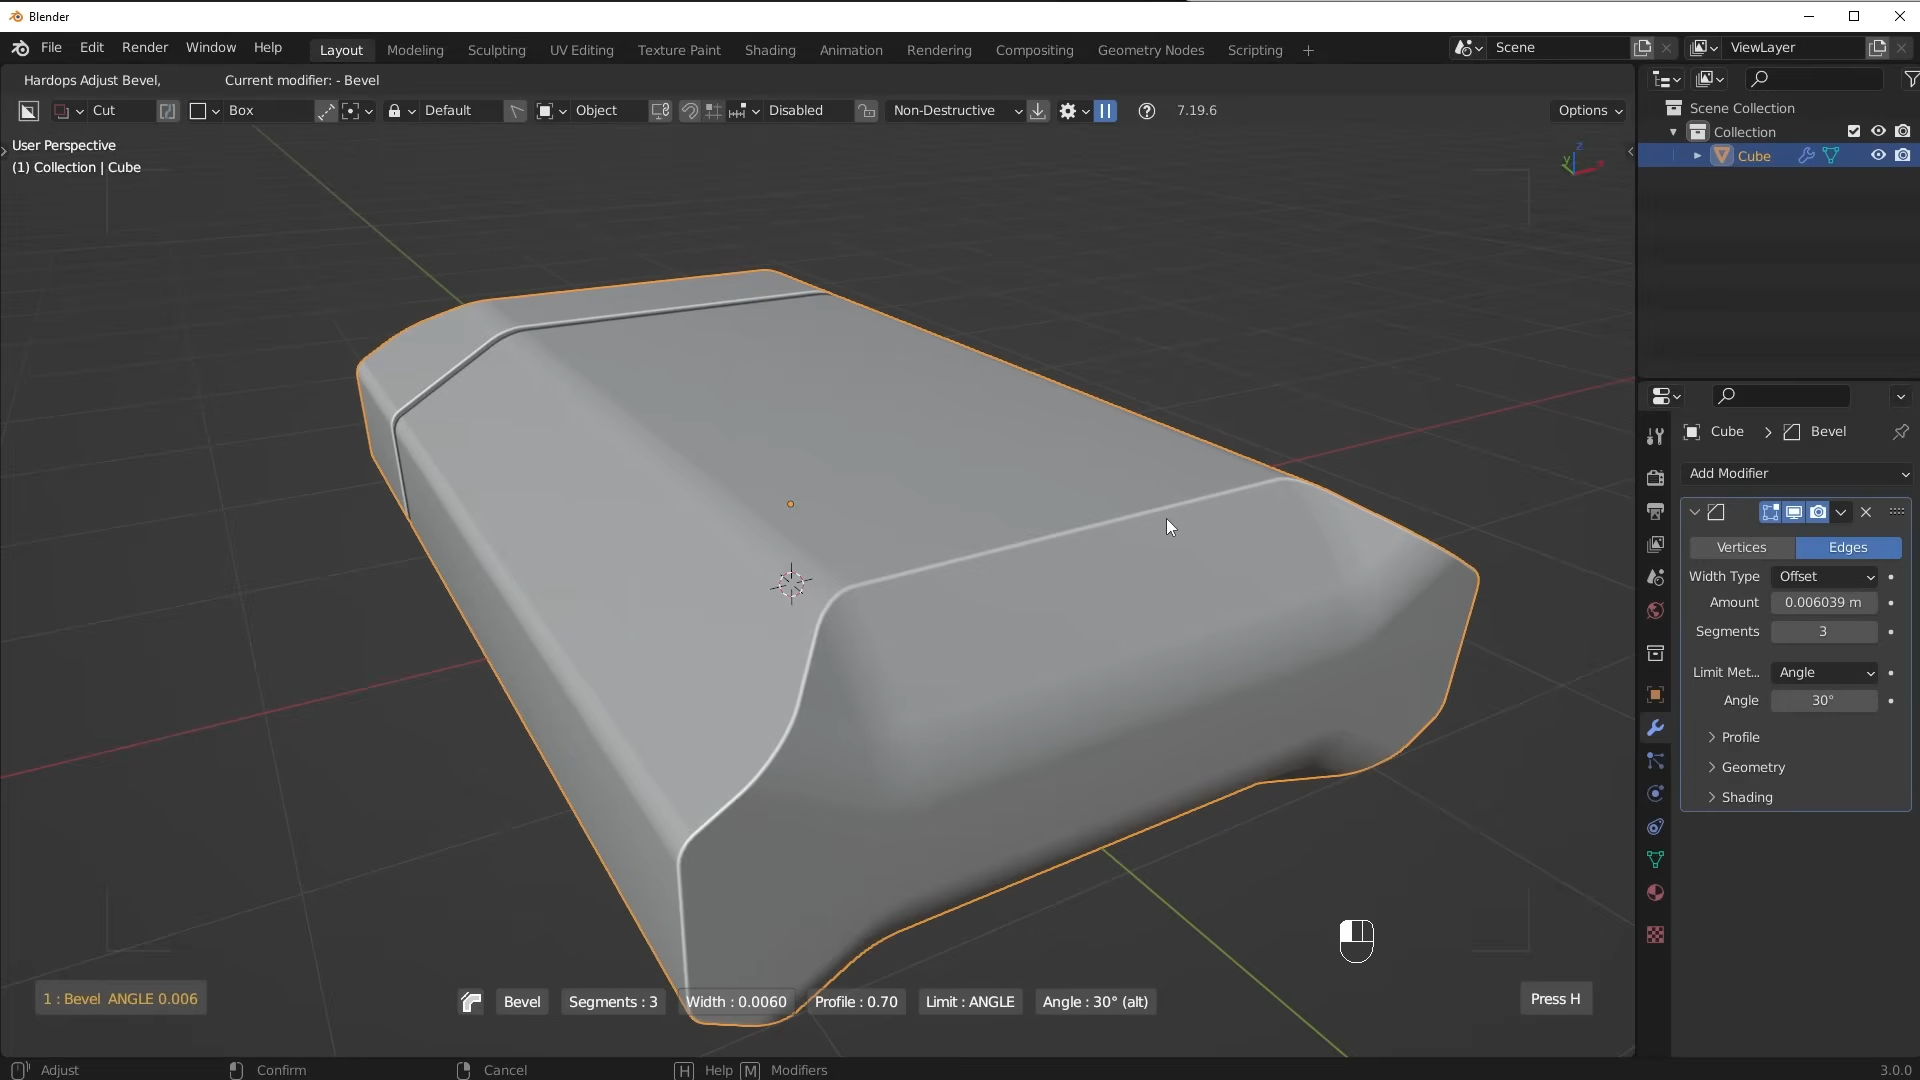 Blender
File Edit Render Window Help Layout Modeling Sculpting UV Editing Texture Paint Shading Animation Rendering Compositing Geometry Nodes Scripting + Scene ViewLayer
Hardops Adjust Bevel, Current modifier: - Bevel
Cut Box Default Object Disabled Non-Destructive 7.19.6 Options
User Perspective
(1) Collection | Cube
Z
Y
Scene Collection
Collection
Cube
Cube > Bevel
Add Modifier
Vertices Edges
Width Type Offset
Amount 0.006039 m
Segments 3
Limit Met... Angle
Angle 30°
Profile
Geometry
Shading
1 : Bevel ANGLE 0.006
Bevel Segments : 3 Width : 0.0060 Profile : 0.70 Limit : ANGLE Angle : 30° (alt)
Press H
Adjust Confirm Cancel H Help M Modifiers 3.0.0